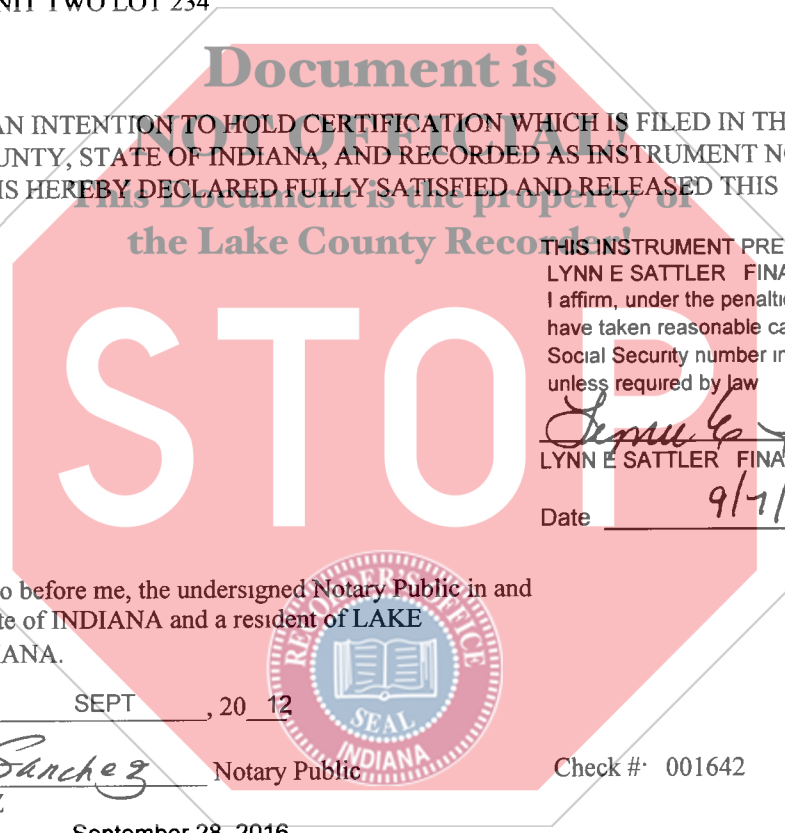 UNIT TWO LOT 234
Document is
AN INTENTION TO HOLD CERTIFICATION WHICH IS FILED IN TH
NOT OFFICIAL!
UNTY, STATE OF INDIANA, AND RECORDED AS INSTRUMENT NO
IS HEREBY DECLARED FULLY SATISFIED AND RELEASED THIS
This Document is the property of
the Lake County Recorder!
THIS INSTRUMENT PRE
LYNN E SATTLER FINA
I affirm, under the penaltie
have taken reasonable ca
Social Security number in
unless required by law
STOP
LYNN E SATTLER FINA
Date 9/7/
o before me, the undersigned Notary Public in and
te of INDIANA and a resident of LAKE
IANA.
RECORDER'S OFFICE
SEAL
INDIANA
SEPT , 20 12
Sanchez Notary Public
Check #: 001642
September 28, 2016